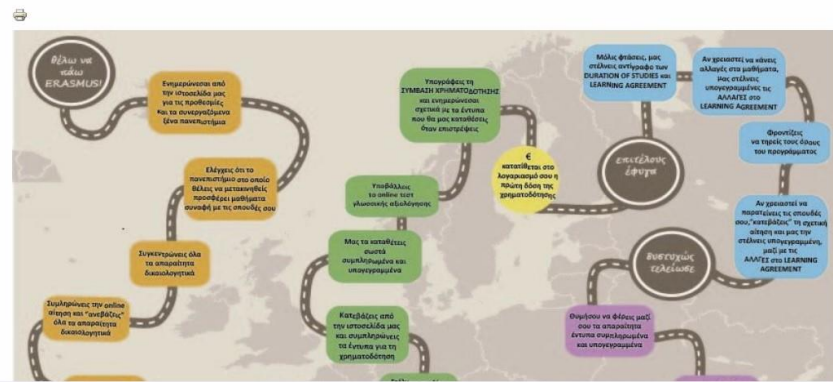 θέλω να
πάω
ERASMUS!
Ενημερώνεσαι από
την ιστοσελίδα μας
για τις προθεσμίες
και τα συνεργαζόμενα
ξένα πανεπιστήμια
Ελέγχεις ότι το
πανεπιστήμιο στο οποίο
θέλεις να μετακινηθείς
προσφέρει μαθήματα
συναφή με τις σπουδές σου
Συγκεντρώνεις όλα
τα απαραίτητα
δικαιολογητικά
Συμληρώνεις την online
αίτηση και "ανεβάζεις"
όλα τα απαραίτητα
δικαιολογητικά
Υπογράφεις τη
ΣΥΜΒΑΣΗ ΧΡΗΜΑΤΟΔΟΤΗΣΗΣ
και ενημερώνεσαι
σχετικά με τα έντυπα
που θα μας καταθέσεις
όταν επιστρέψεις
Υποβάλλεις
το online τεστ
γλωσσικής αξιολόγησης
Μας τα καταθέτεις
σωστά
συμπληρωμένα και
υπογεγραμμένα
Κατεβάζεις από
την ιστοσελίδα μας
και συμπληρώνεις
τα έντυπα για τη
χρηματοδότηση
€
κατατίθεται στο
λογαριασμό σου η
πρώτη δόση της
χρηματοδότησης
επιτέλους
έφυγα
Μόλις φτάσεις, μας
στέλνεις αντίγραφο των
DURATION OF STUDIES και
LEARNING AGREEMENT
Αν χρειαστεί να κάνεις
αλλαγές στα μαθήματα,
μας στέλνεις
υπογεγραμμένες τις
ΑΛΛΑΓΕΣ στο
LEARNING AGREEMENT
Φροντίζεις
να τηρείς τους όρους
του προγράμματος
Αν χρειαστεί να
παρατείνεις τις σπουδές
σου,"κατεβάζεις" τη σχετική
αίτηση και μας την
στέλνεις υπογεγραμμένη,
μαζί με τις
ΑΛΛΓΕΣ στο LEARNING
AGREEMENT
δυστυχώς
τελείωσε
Θυμήσου να φέρεις μαζί
σου τα απαραίτητα
έντυπα συμπληρωμένα
και υπογεγραμμένα